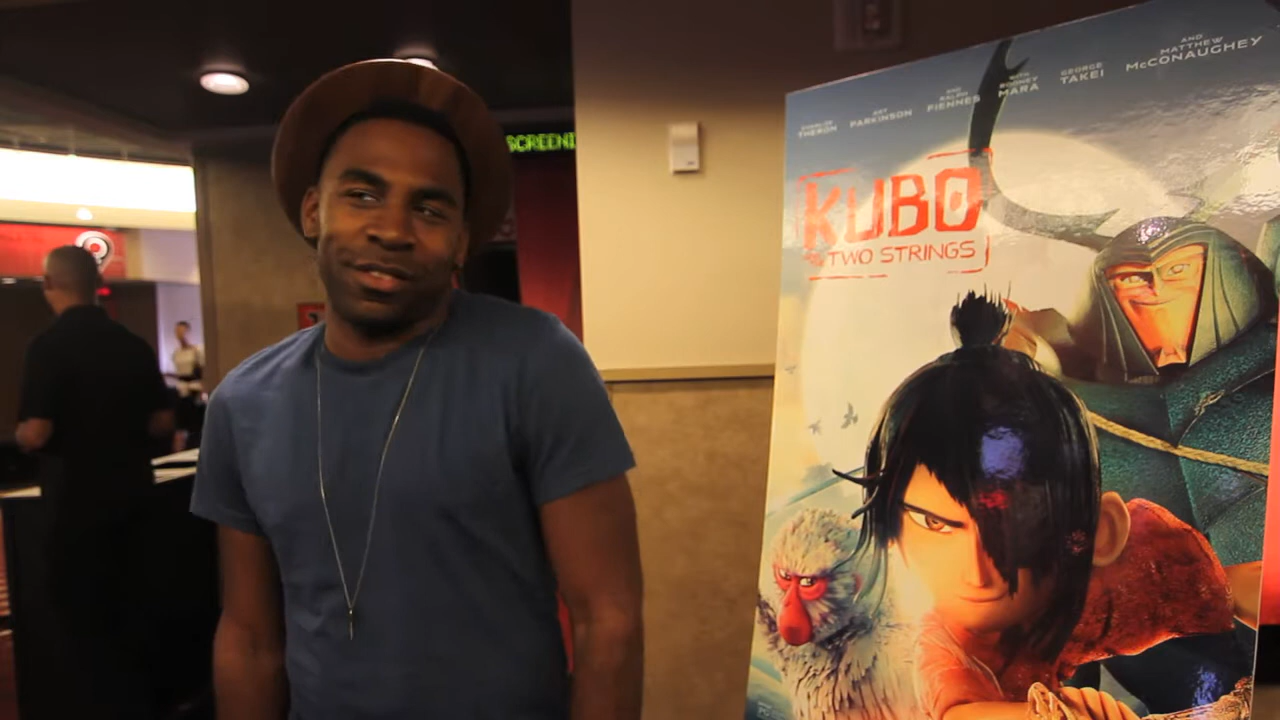 SCREENI
CHARLIZE THERON ART PARKINSON AND RALPH FIENNES WITH ROONEY MARA GEORGE TAKEI AND MATTHEW McCONAUGHEY
KUBO
TWO STRINGS